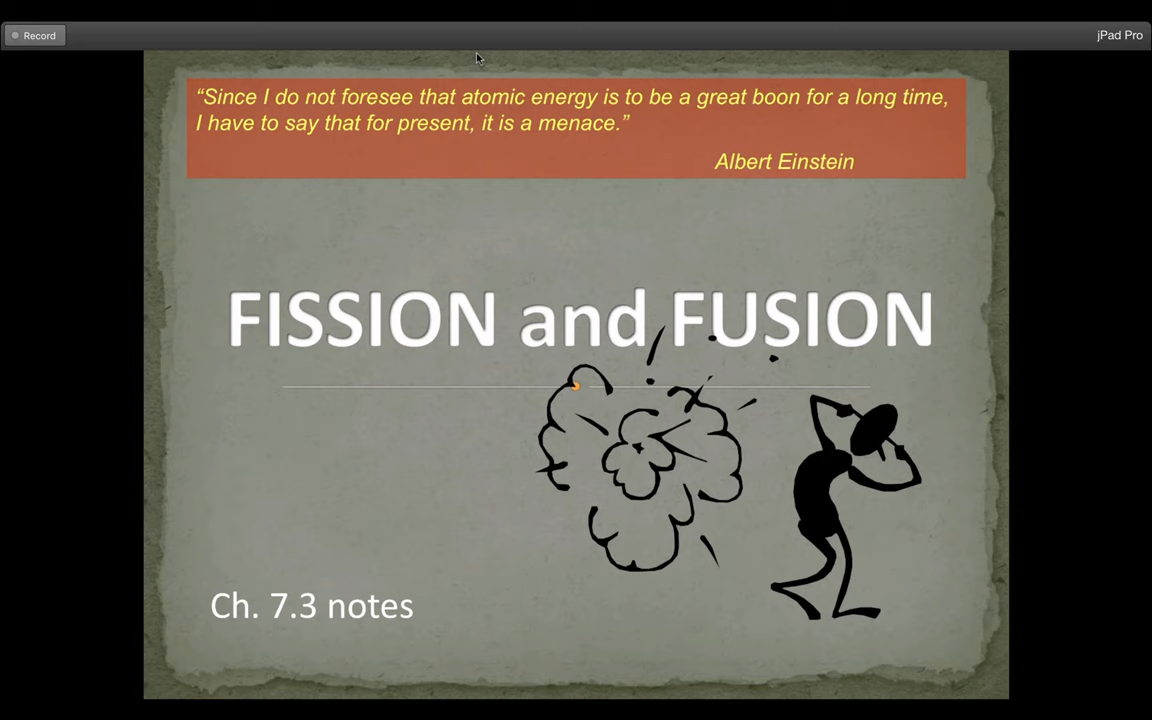 Record
jPad Pro
“Since I do not foresee that atomic energy is to be a great boon for a long time,
I have to say that for present, it is a menace.”
Albert Einstein
FISSION and FUSION
Ch. 7.3 notes